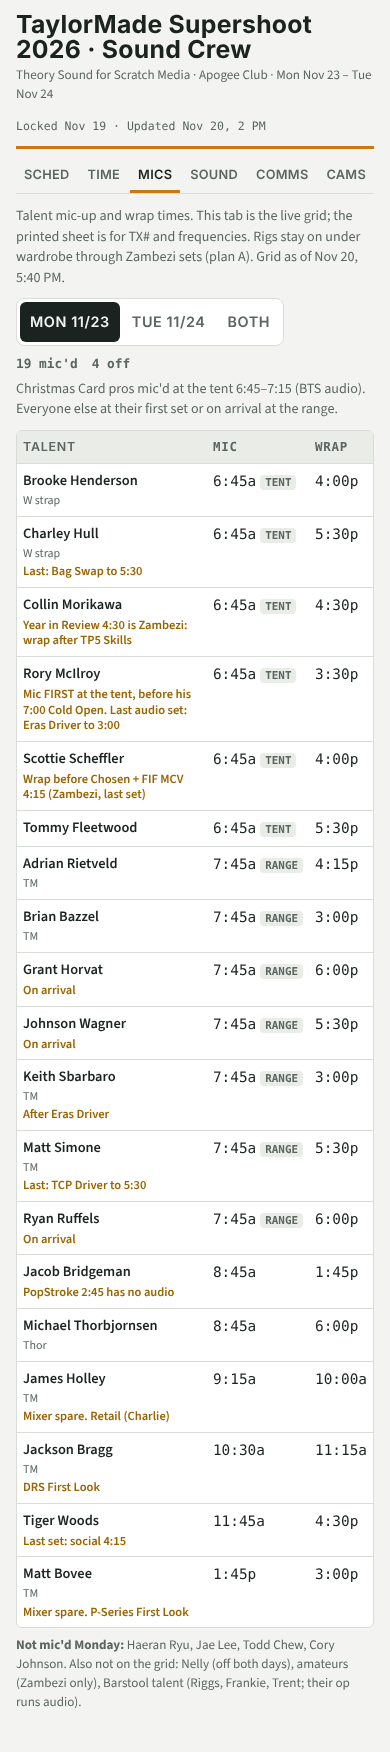 TaylorMade Supershoot
2026 · Sound Crew
Theory Sound for Scratch Media · Apogee Club · Mon Nov 23 – Tue
Nov 24
Locked Nov 19 · Updated Nov 20, 2 PM
SCHED TIME MICS SOUND COMMS CAMS
Talent mic-up and wrap times. This tab is the live grid; the
printed sheet is for TX# and frequencies. Rigs stay on under
wardrobe through Zambezi sets (plan A). Grid as of Nov 20,
5:40 PM.
MON 11/23 TUE 11/24 BOTH
19 mic'd 4 off
Christmas Card pros mic'd at the tent 6:45–7:15 (BTS audio).
Everyone else at their first set or on arrival at the range.
TALENT MIC WRAP
Brooke Henderson 6:45a TENT 4:00p
W strap
Charley Hull 6:45a TENT 5:30p
W strap
Last: Bag Swap to 5:30
Collin Morikawa 6:45a TENT 4:30p
Year in Review 4:30 is Zambezi:
wrap after TP5 Skills
Rory McIlroy 6:45a TENT 3:30p
Mic FIRST at the tent, before his
7:00 Cold Open. Last audio set:
Eras Driver to 3:00
Scottie Scheffler 6:45a TENT 4:00p
Wrap before Chosen + FIF MCV
4:15 (Zambezi, last set)
Tommy Fleetwood 6:45a TENT 5:30p
Adrian Rietveld 7:45a RANGE 4:15p
TM
Brian Bazzel 7:45a RANGE 3:00p
TM
Grant Horvat 7:45a RANGE 6:00p
On arrival
Johnson Wagner 7:45a RANGE 5:30p
On arrival
Keith Sbarbaro 7:45a RANGE 3:00p
TM
After Eras Driver
Matt Simone 7:45a RANGE 5:30p
TM
Last: TCP Driver to 5:30
Ryan Ruffels 7:45a RANGE 6:00p
On arrival
Jacob Bridgeman 8:45a 1:45p
PopStroke 2:45 has no audio
Michael Thorbjornsen 8:45a 6:00p
Thor
James Holley 9:15a 10:00a
TM
Mixer spare. Retail (Charlie)
Jackson Bragg 10:30a 11:15a
TM
DRS First Look
Tiger Woods 11:45a 4:30p
Last set: social 4:15
Matt Bovee 1:45p 3:00p
TM
Mixer spare. P-Series First Look
Not mic'd Monday: Haeran Ryu, Jae Lee, Todd Chew, Cory
Johnson. Also not on the grid: Nelly (off both days), amateurs
(Zambezi only), Barstool talent (Riggs, Frankie, Trent; their op
runs audio).